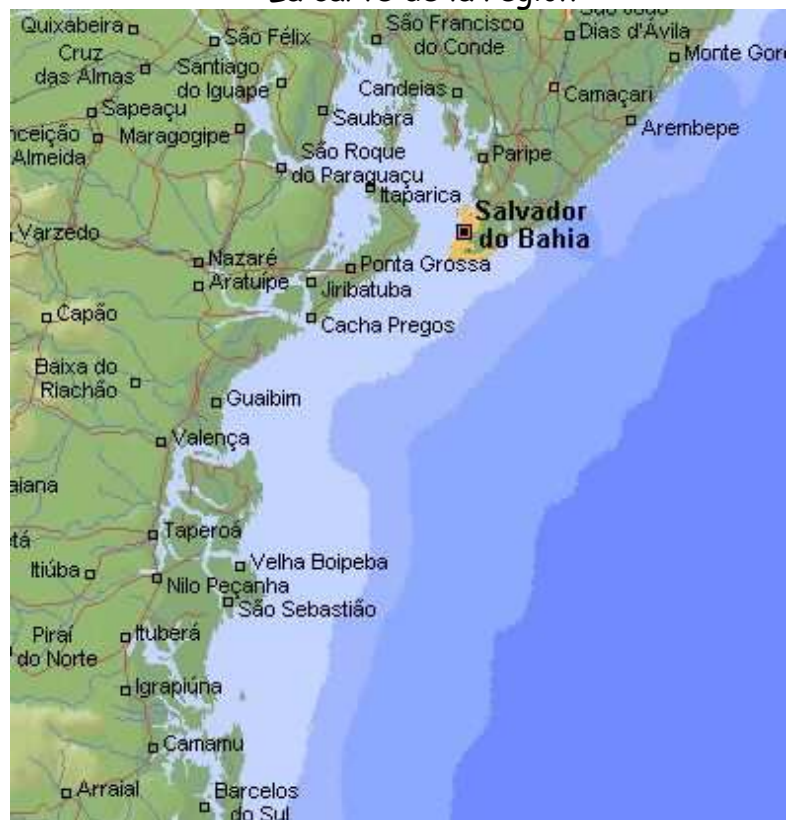 La carte de la région
Quixabeira
São Félix
São Francisco
do Conde
São João
Dias d'Ávila
Cruz
das Almas
Santiago
do Iguape
Candeias
Monte Gor
Camaçari
Sapeaçu
Saubara
Arembepe
nceição
Almeida
Maragogipe
São Roque
do Paraguaçu
Paripe
Itaparica
Salvador
do Bahia
Varzedo
Nazaré
Ponta Grossa
Aratuípe
Jiribatuba
Capão
Cacha Pregos
Baixa do
Riachão
Guaibim
Valença
aiana
Taperoá
tá
Velha Boipeba
Itiúba
Nilo Peçanha
São Sebastião
Piraí
do Norte
Ituberá
Igrapiúna
Camamu
Arraial
Barcelos
do Sul